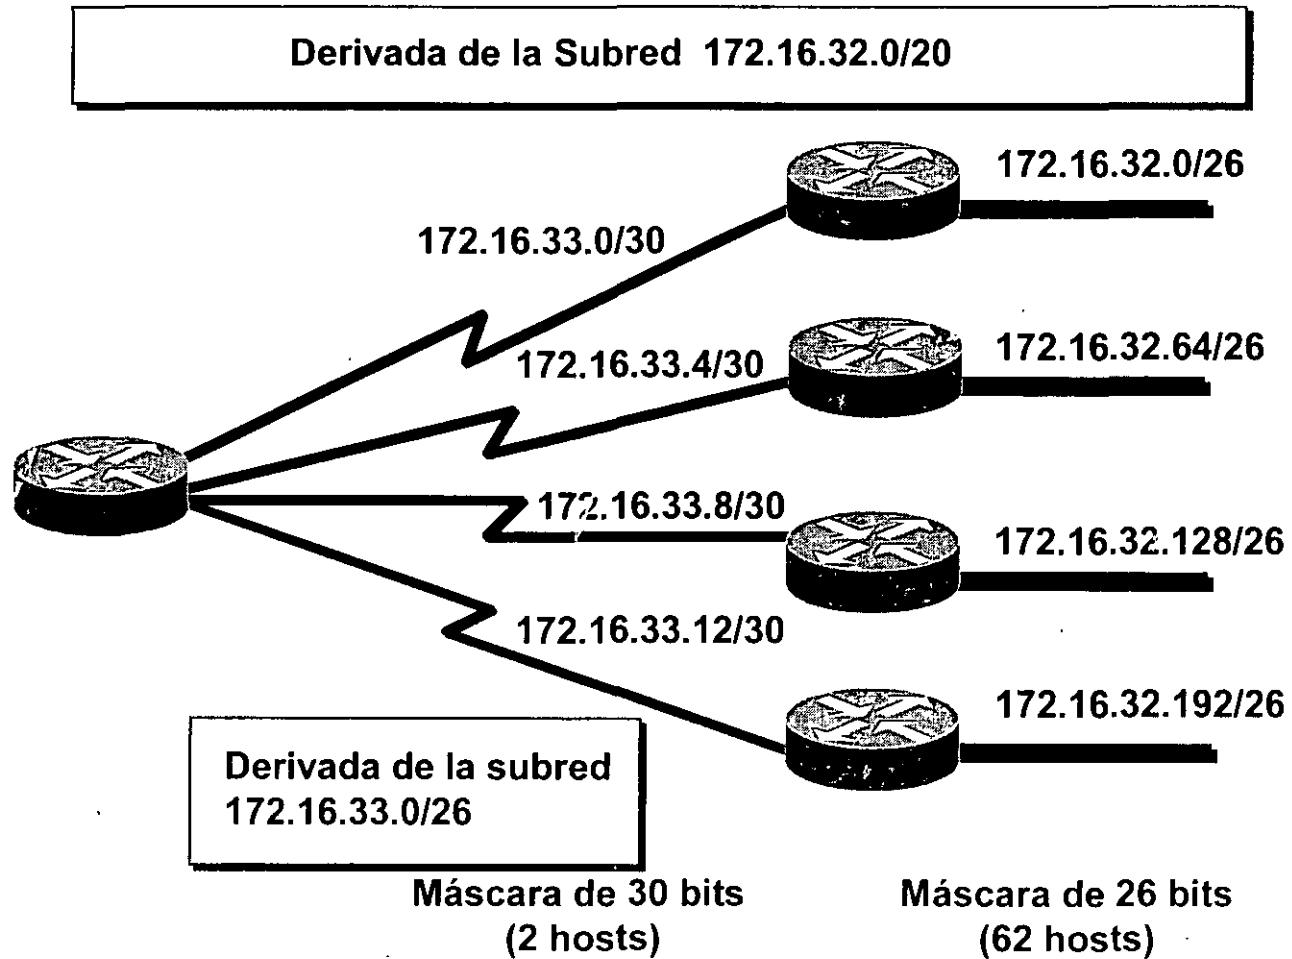 Derivada de la Subred 172.16.32.0/20
172.16.32.0/26
172.16.33.0/30
172.16.33.4/30
172.16.32.64/26
172.16.33.8/30
172.16.32.128/26
172.16.33.12/30
172.16.32.192/26
Derivada de la subred
172.16.33.0/26
Máscara de 30 bits
(2 hosts)
Máscara de 26 bits
(62 hosts)